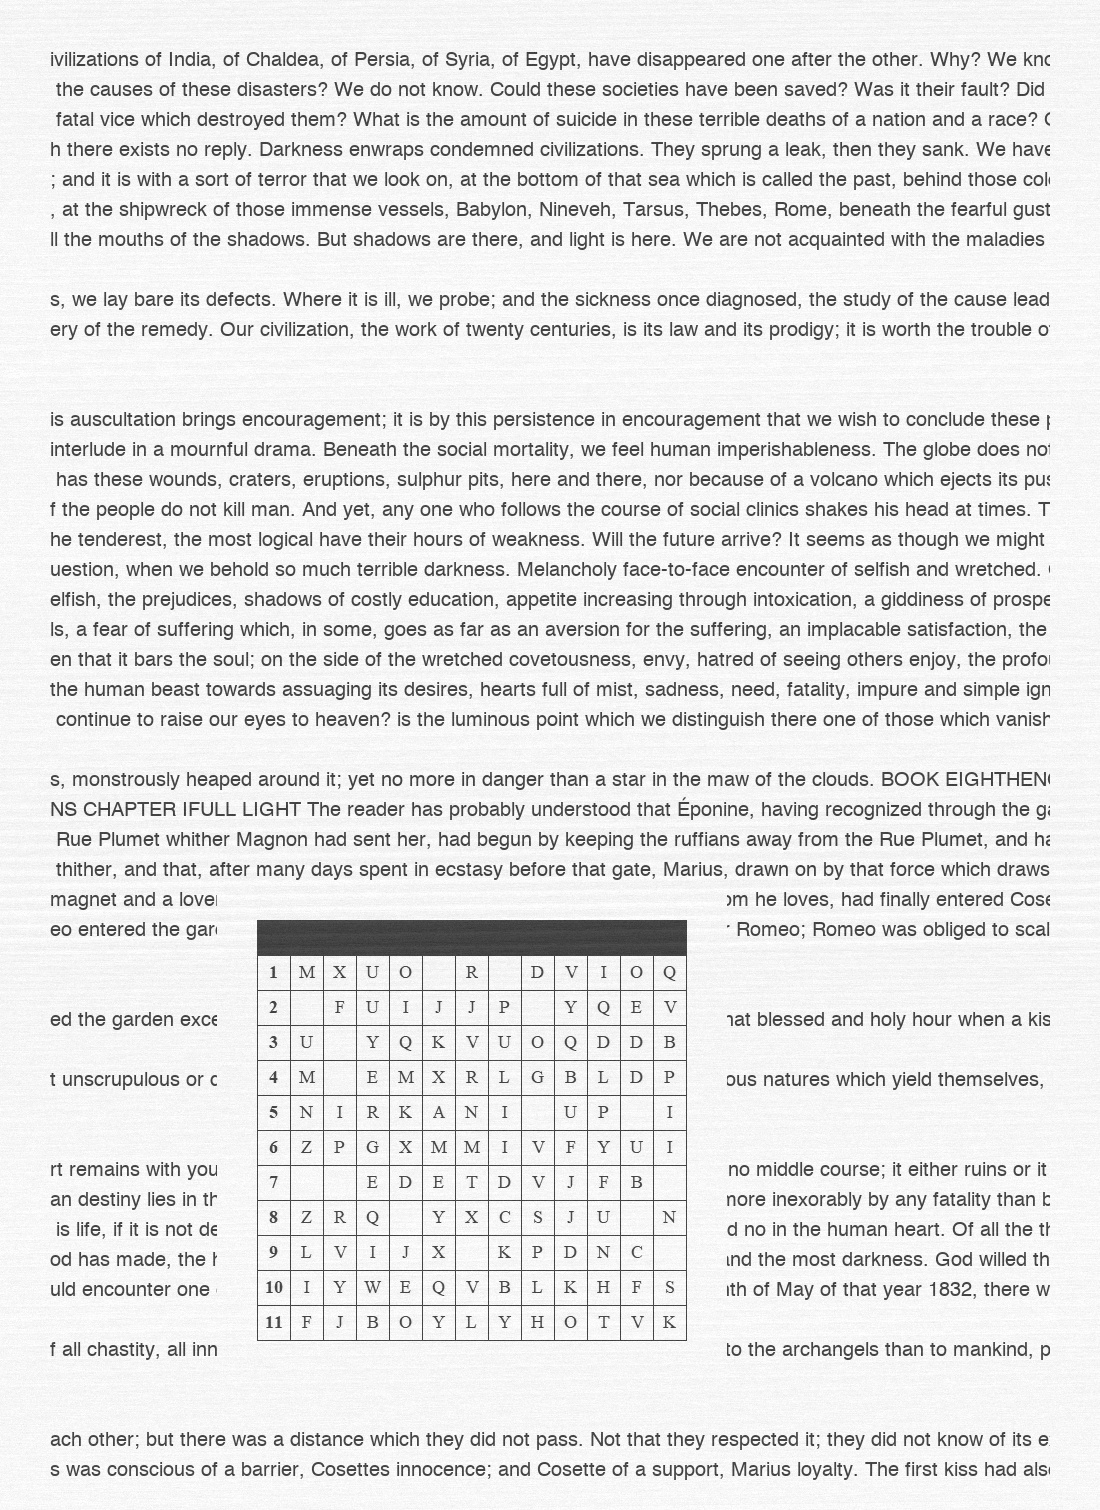 ivilizations of India, of Chaldea, of Persia, of Syria, of Egypt, have disappeared one after the other. Why? We
the causes of these disasters? We do not know. Could these societies have been saved? Was it their fault? Did
fatal vice which destroyed them? What is the amount of suicide in these terrible deaths of a nation and a race?
h there exists no reply. Darkness enwraps condemned civilizations. They sprung a leak, then they sank. We have
; and it is with a sort of terror that we look on, at the bottom of that sea which is called the past, behind those
, at the shipwreck of those immense vessels, Babylon, Nineveh, Tarsus, Thebes, Rome, beneath the fearful gust
ll the mouths of the shadows. But shadows are there, and light is here. We are not acquainted with the maladies
s, we lay bare its defects. Where it is ill, we probe; and the sickness once diagnosed, the study of the cause lead
ery of the remedy. Our civilization, the work of twenty centuries, is its law and its prodigy; it is worth the trouble
is auscultation brings encouragement; it is by this persistence in encouragement that we wish to conclude these
interlude in a mournful drama. Beneath the social mortality, we feel human imperishableness. The globe does not
has these wounds, craters, eruptions, sulphur pits, here and there, nor because of a volcano which ejects its pus
f the people do not kill man. And yet, any one who follows the course of social clinics shakes his head at times. T
he tenderest, the most logical have their hours of weakness. Will the future arrive? It seems as though we might
uestion, when we behold so much terrible darkness. Melancholy face-to-face encounter of selfish and wretched.
elfish, the prejudices, shadows of costly education, appetite increasing through intoxication, a giddiness of prospe
ls, a fear of suffering which, in some, goes as far as an aversion for the suffering, an implacable satisfaction, the
en that it bars the soul; on the side of the wretched covetousness, envy, hatred of seeing others enjoy, the
the human beast towards assuaging its desires, hearts full of mist, sadness, need, fatality, impure and simple ign
continue to raise our eyes to heaven? is the luminous point which we distinguish there one of those which vanish
s, monstrously heaped around it; yet no more in danger than a star in the maw of the clouds. BOOK
NS CHAPTER IFULL LIGHT The reader has probably understood that Éponine, having recognized through the
Rue Plumet whither Magnon had sent her, had begun by keeping the ruffians away from the Rue Plumet, and
thither, and that, after many days spent in ecstasy before that gate, Marius, drawn on by that force which draws
magnet and a love om he loves, had finally entered Cose
eo entered the gar Romeo; Romeo was obliged to scal
1 M X U O R D V I O Q
2 F U I J J P Y Q E V
ed the garden exce hat blessed and holy hour when a kis
3 U Y Q K V U O Q D D B
4 M E M X R L G B L D P
t unscrupulous or ous natures which yield themselves,
5 N I R K A N I U P I
6 Z P G X M M I V F Y U I
rt remains with you no middle course; it either ruins or it
7 E D E T D V J F B
an destiny lies in th more inexorably by any fatality than b
8 Z R Q Y X C S J U N
is life, if it is not de d no in the human heart. Of all the th
9 L V I J X K P D N C
od has made, the h and the most darkness. God willed th
10 I Y W E Q V B L K H F S
uld encounter one th of May of that year 1832, there w
11 F J B O Y L Y H O T V K
f all chastity, all inn to the archangels than to mankind, p
each other; but there was a distance which they did not pass. Not that they respected it; they did not know of its e
s was conscious of a barrier, Cosettes innocence; and Cosette of a support, Marius loyalty. The first kiss had